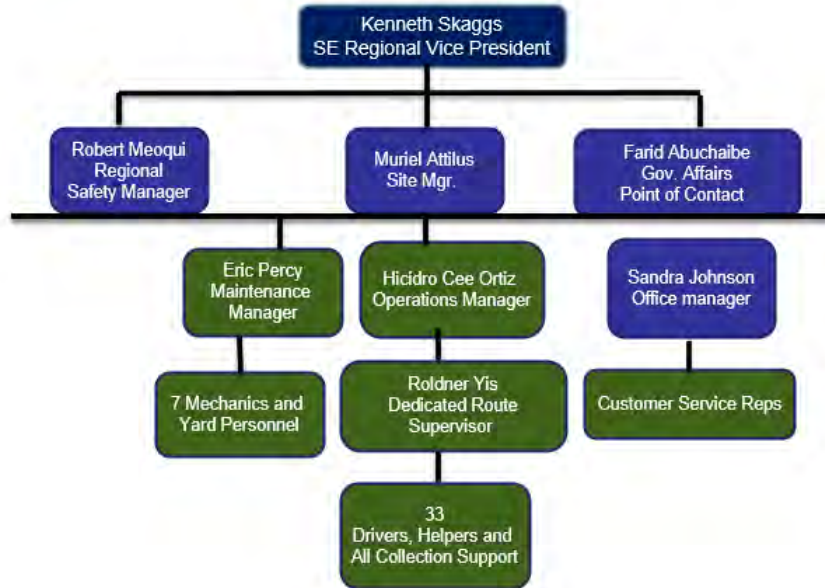 Kenneth Skaggs
SE Regional Vice President
Robert Meoqui
Regional
Safety Manager
Muriel Attilus
Site Mgr.
Farid Abuchaibe
Gov. Affairs
Point of Contact
Eric Percy
Maintenance
Manager
Hicidro Cee Ortiz
Operations Manager
Sandra Johnson
Office manager
7 Mechanics and
Yard Personnel
Roldner Yis
Dedicated Route
Supervisor
Customer Service Reps
33
Drivers, Helpers and
All Collection Support